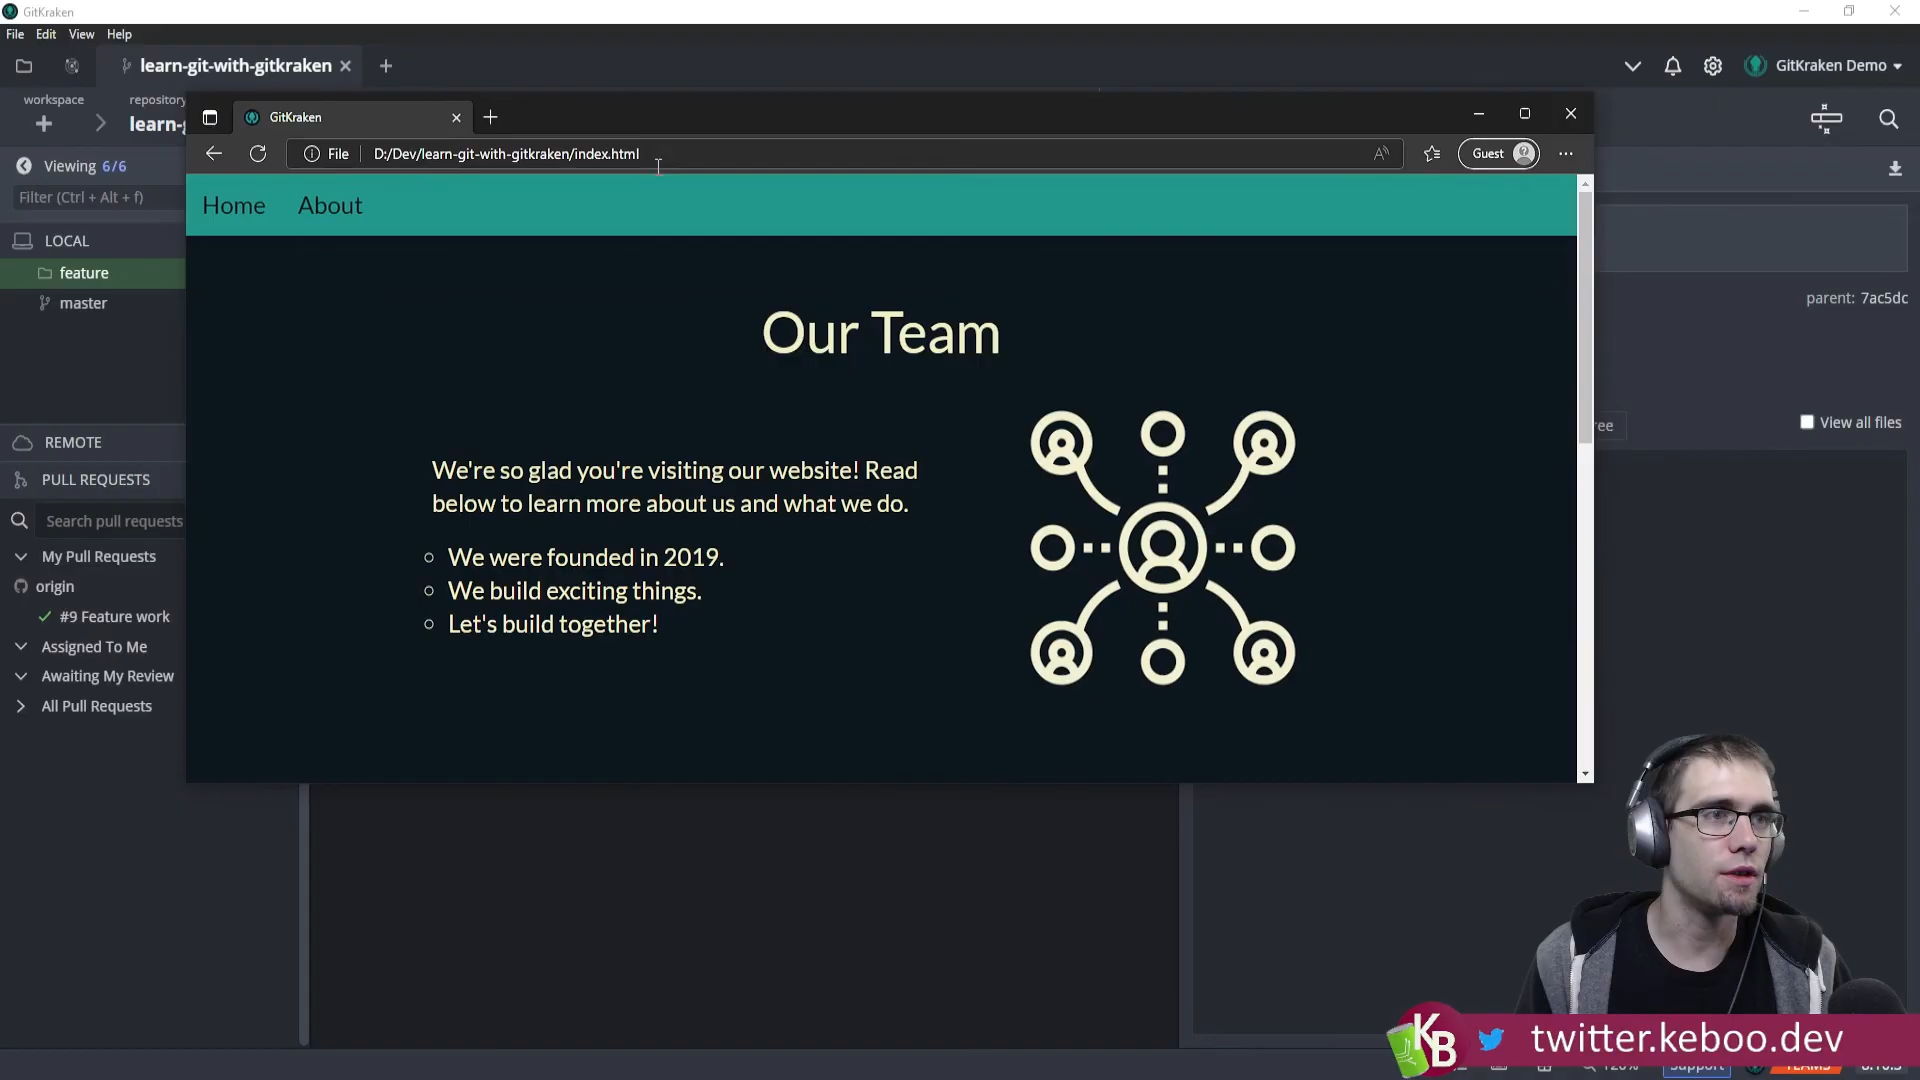 GitKraken
File Edit View Help
learn-git-with-gitkraken
GitKraken Demo
workspace
repository
learn-g
GitKraken
File D:/Dev/learn-git-with-gitkraken/index.html
Guest
Viewing 6/6
Filter (Ctrl + Alt + f)
Home About
LOCAL
feature
master
parent: 7ac5dc
Our Team
ree
View all files
REMOTE
PULL REQUESTS
Search pull requests
My Pull Requests
origin
#9 Feature work
Assigned To Me
Awaiting My Review
All Pull Requests
We're so glad you're visiting our website! Read
below to learn more about us and what we do.
We were founded in 2019.
We build exciting things.
Let's build together!
KB
twitter.keboo.dev
Support
TEAMS